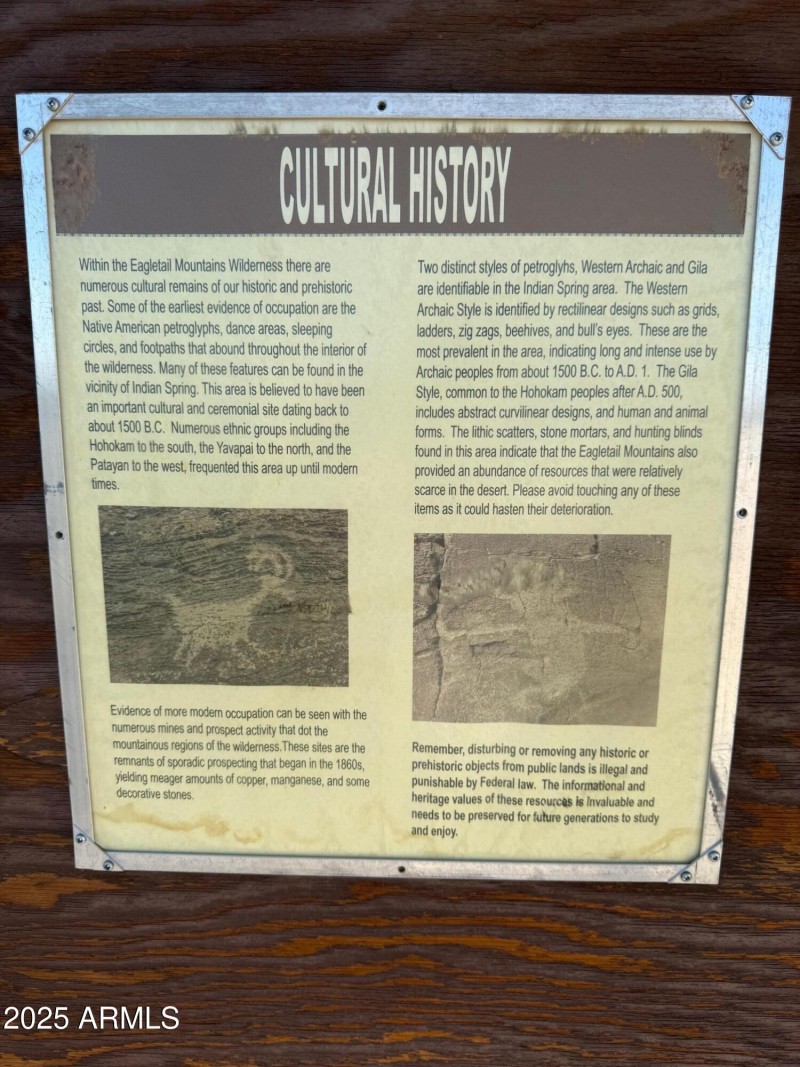 CULTURAL HISTORY
Within the Eagletail Mountains Wilderness there are
numerous cultural remains of our historic and prehistoric
past. Some of the earliest evidence of occupation are the
Native American petroglyphs, dance areas, sleeping
circles, and footpaths that abound throughout the interior of
the wilderness. Many of these features can be found in the
vicinity of Indian Spring. This area is believed to have been
an important cultural and ceremonial site dating back to
about 1500 B.C. Numerous ethnic groups including the
Hohokam to the south, the Yavapai to the north, and the
Patayan to the west, frequented this area up until modern
times.
Evidence of more modern occupation can be seen with the
numerous mines and prospect activity that dot the
mountainous regions of the wilderness.These sites are the
remnants of sporadic prospecting that began in the 1860s,
yielding meager amounts of copper, manganese, and some
decorative stones.
Two distinct styles of petroglyhs, Western Archaic and Gila
are identifiable in the Indian Spring area. The Western
Archaic Style is identified by rectilinear designs such as grids,
ladders, zig zags, beehives, and bull's eyes. These are the
most prevalent in the area, indicating long and intense use by
Archaic peoples from about 1500 B.C. to A.D. 1. The Gila
Style, common to the Hohokam peoples after A.D. 500,
includes abstract curvilinear designs, and human and animal
forms. The lithic scatters, stone mortars, and hunting blinds
found in this area indicate that the Eagletail Mountains also
provided an abundance of resources that were relatively
scarce in the desert. Please avoid touching any of these
items as it could hasten their deterioration.
Remember, disturbing or removing any historic or
prehistoric objects from public lands is illegal and
punishable by Federal law. The informational and
heritage values of these resources is invaluable and
needs to be preserved for future generations to study
and enjoy.
2025 ARMLS